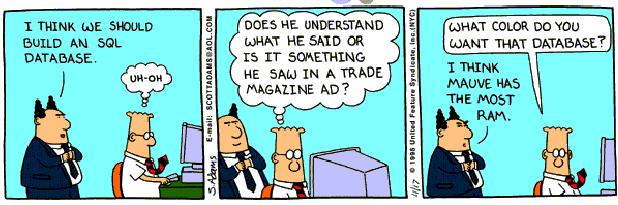 I THINK WE SHOULD
BUILD AN SQL
DATABASE.
UH-OH
S.Adams
E-mail: SCOTTADAMS@AOL.COM
DOES HE UNDERSTAND
WHAT HE SAID OR
IS IT SOMETHING
HE SAW IN A TRADE
MAGAZINE AD?
11/17 © 1995 United Feature Syndicate, Inc.(NYC)
WHAT COLOR DO YOU
WANT THAT DATABASE?
I THINK
MAUVE HAS
THE MOST
RAM.